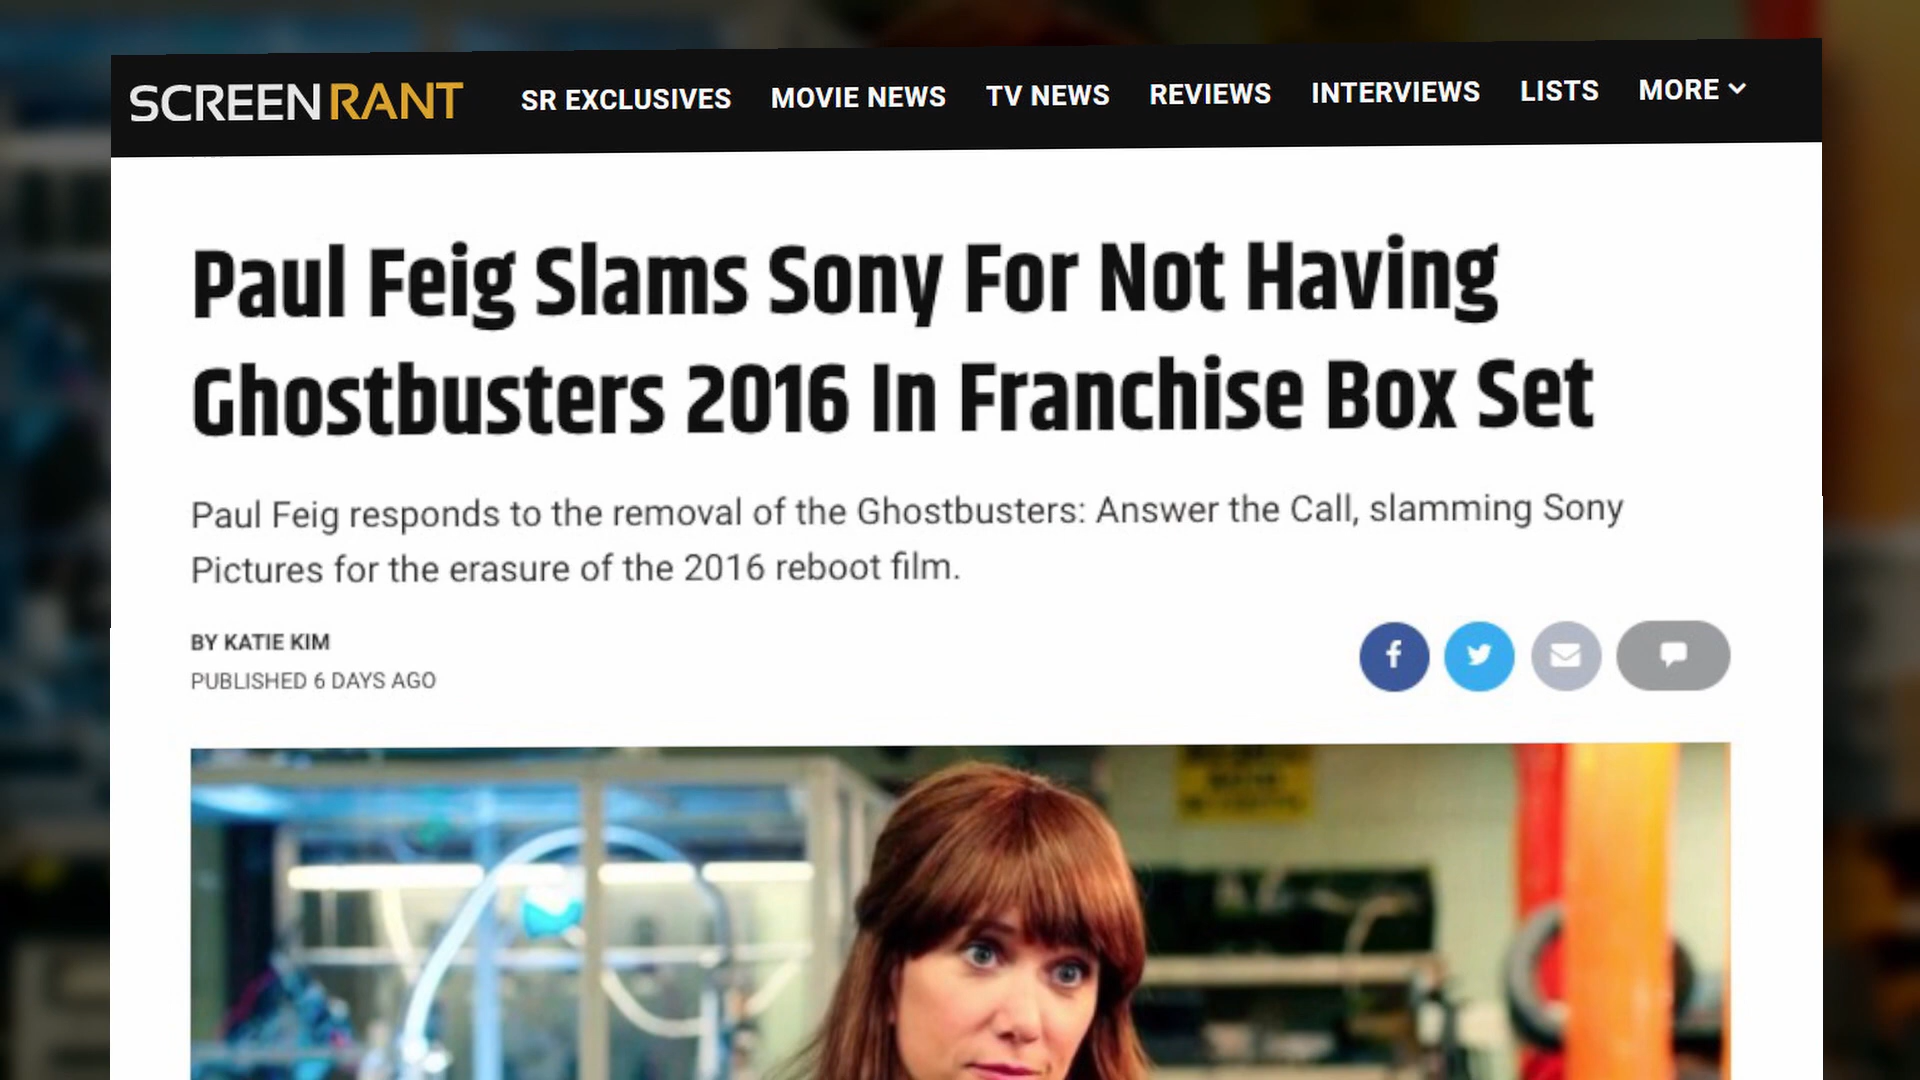 SCREENRANT SR EXCLUSIVES MOVIE NEWS TV NEWS REVIEWS INTERVIEWS LISTS MORE
Paul Feig Slams Sony For Not Having
Ghostbusters 2016 In Franchise Box Set
Paul Feig responds to the removal of the Ghostbusters: Answer the Call, slamming Sony
Pictures for the erasure of the 2016 reboot film.
BY KATIE KIM
PUBLISHED 6 DAYS AGO